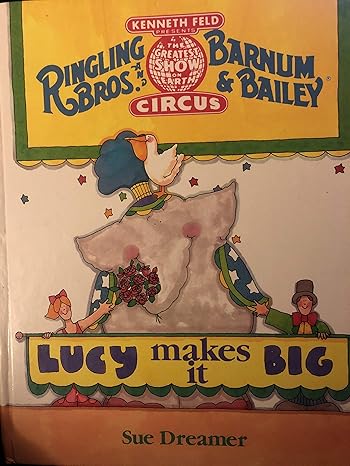 KENNETH FELD
PRESENTS
RINGLING BROS. AND BARNUM & BAILEY®
THE
GREATEST
SHOW
ON
EARTH
CIRCUS
LUCY makes it BIG
Sue Dreamer